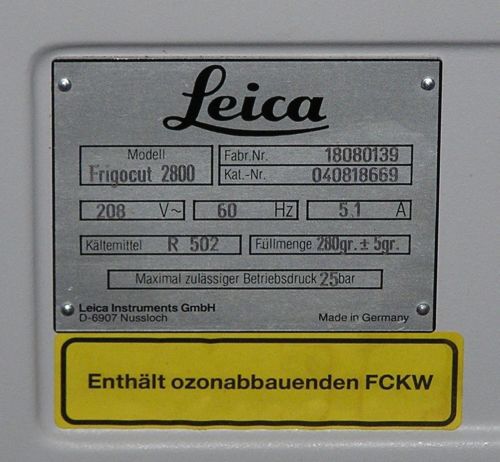 Leica
Modell
Frigocut 2800
Fabr.Nr. 18080139
Kat.-Nr. 040818669
208 V~ 60 Hz 5.1 A
Kältemittel R 502 Füllmenge 280gr. ± 5gr.
Maximal zulässiger Betriebsdruck 25bar
Leica Instruments GmbH
D-6907 Nussloch Made in Germany
Enthält ozonabbauenden FCKW